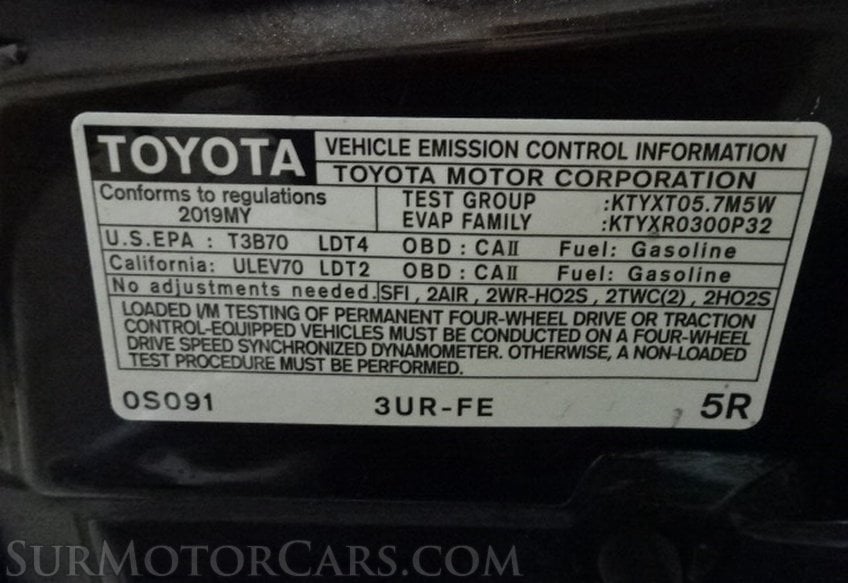 TOYOTA
VEHICLE EMISSION CONTROL INFORMATION
TOYOTA MOTOR CORPORATION
Conforms to regulations
2019MY
TEST GROUP :KTYXT05.7M5W
EVAP FAMILY :KTYXR0300P32
U.S.EPA : T3B70 LDT4 OBD : CAII Fuel: Gasoline
California: ULEV70 LDT2 OBD : CAII Fuel: Gasoline
No adjustments needed. SFI , 2AIR , 2WR-HO2S , 2TWC(2) , 2HO2S
LOADED I/M TESTING OF PERMANENT FOUR-WHEEL DRIVE OR TRACTION
CONTROL-EQUIPPED VEHICLES MUST BE CONDUCTED ON A FOUR-WHEEL
DRIVE SPEED SYNCHRONIZED DYNAMOMETER. OTHERWISE, A NON-LOADED
TEST PROCEDURE MUST BE PERFORMED.
0S091 3UR-FE 5R
SURMOTORCARS.COM